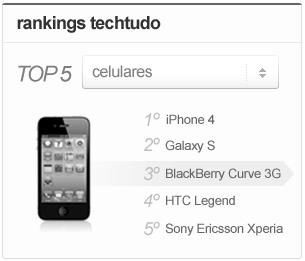 rankings techtudo
TOP 5 celulares
1º iPhone 4
2º Galaxy S
3º BlackBerry Curve 3G
4º HTC Legend
5º Sony Ericsson Xperia